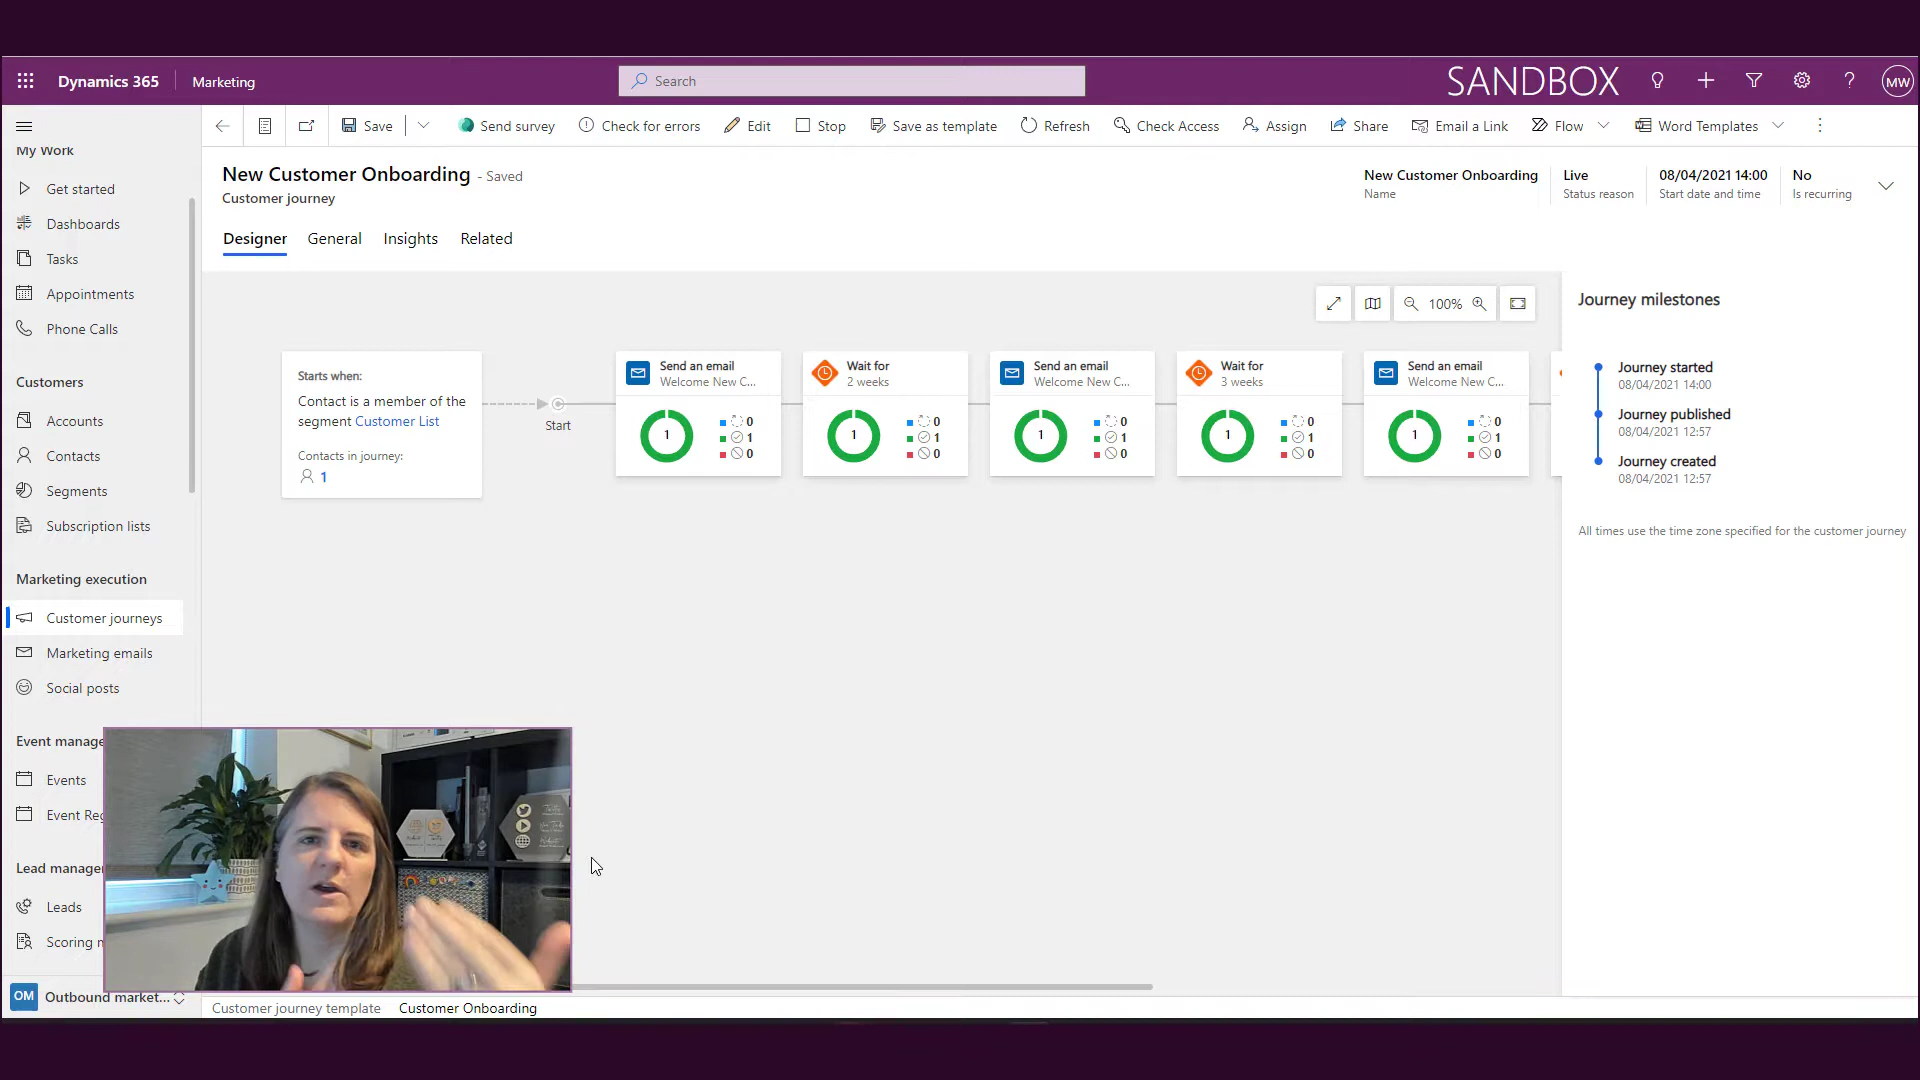 Dynamics 365
Marketing
Search
SANDBOX
MW
Save
Send survey
Check for errors
Edit
Stop
Save as template
Refresh
Check Access
Assign
Share
Email a Link
Flow
Word Templates
My Work
Get started
Dashboards
Tasks
Appointments
Phone Calls
Customers
Accounts
Contacts
Segments
Subscription lists
Marketing execution
Customer journeys
Marketing emails
Social posts
Event manage
Events
Event Reg
Lead manager
Leads
Scoring m
OM
Outbound market...
New Customer Onboarding - Saved
Customer journey
New Customer Onboarding
Name
Live
Status reason
08/04/2021 14:00
Start date and time
No
Is recurring
Designer
General
Insights
Related
100%
Starts when:
Contact is a member of the
segment Customer List
Contacts in journey:
1
Start
Send an email
Welcome New C...
1
0
1
0
Wait for
2 weeks
1
0
1
0
Send an email
Welcome New C...
1
0
1
0
Wait for
3 weeks
1
0
1
0
Send an email
Welcome New C...
1
0
1
0
Journey milestones
Journey started
08/04/2021 14:00
Journey published
08/04/2021 12:57
Journey created
08/04/2021 12:57
All times use the time zone specified for the customer journey
Customer journey template
Customer Onboarding